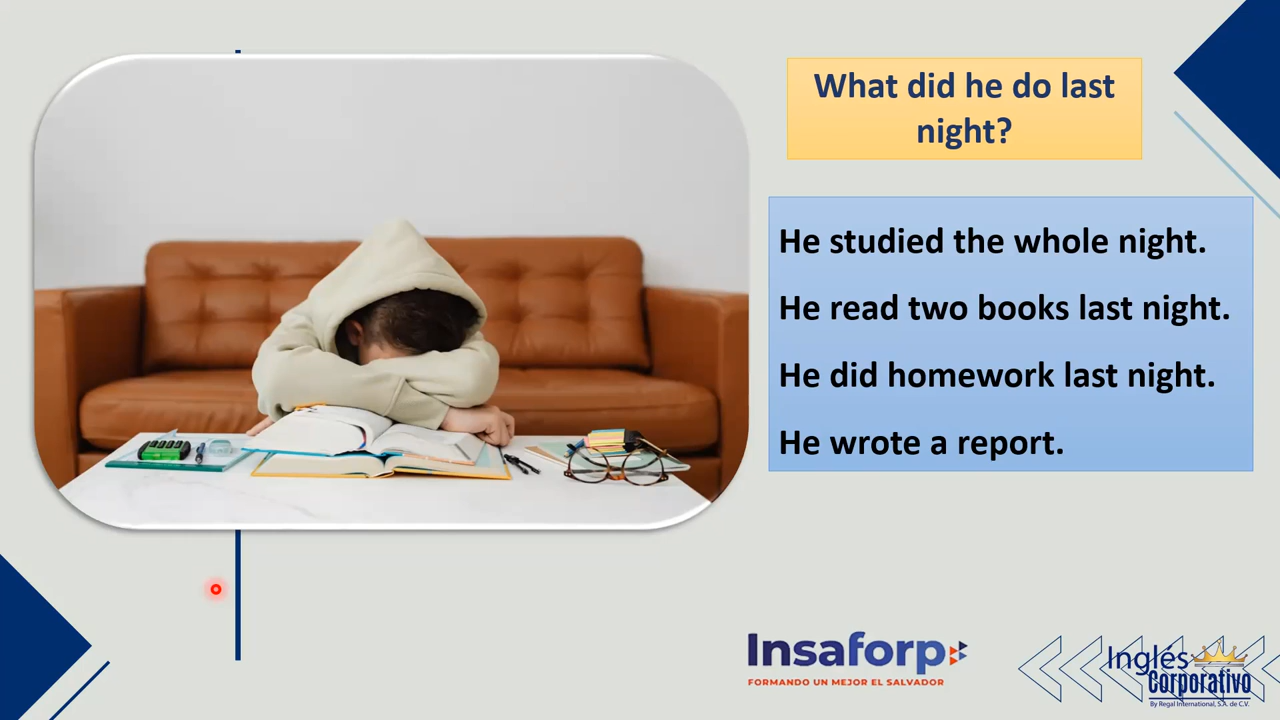 What did he do last
night?
He studied the whole night.
He read two books last night.
He did homework last night.
He wrote a report.
Insaforp
FORMANDO UN MEJOR EL SALVADOR
Inglés
Corporativo
By Regal International, S.A. de C.V.